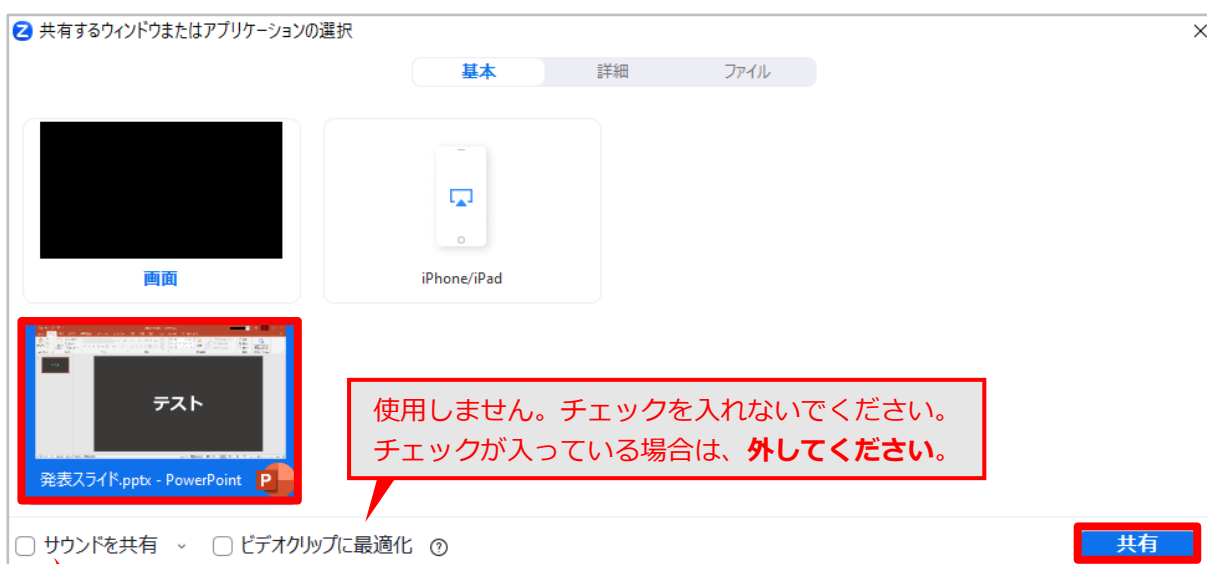 共有するウィンドウまたはアプリケーションの選択
基本 詳細 ファイル
画面
iPhone/iPad
テスト
発表スライド.pptx - PowerPoint
P
使用しません。チェックを入れないでください。
チェックが入っている場合は、外してください。
サウンドを共有
ビデオクリップに最適化
共有